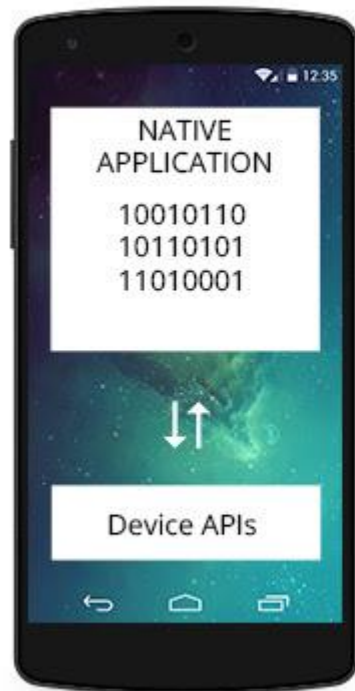 12:35
NATIVE
APPLICATION
10010110
10110101
11010001
Device APIs